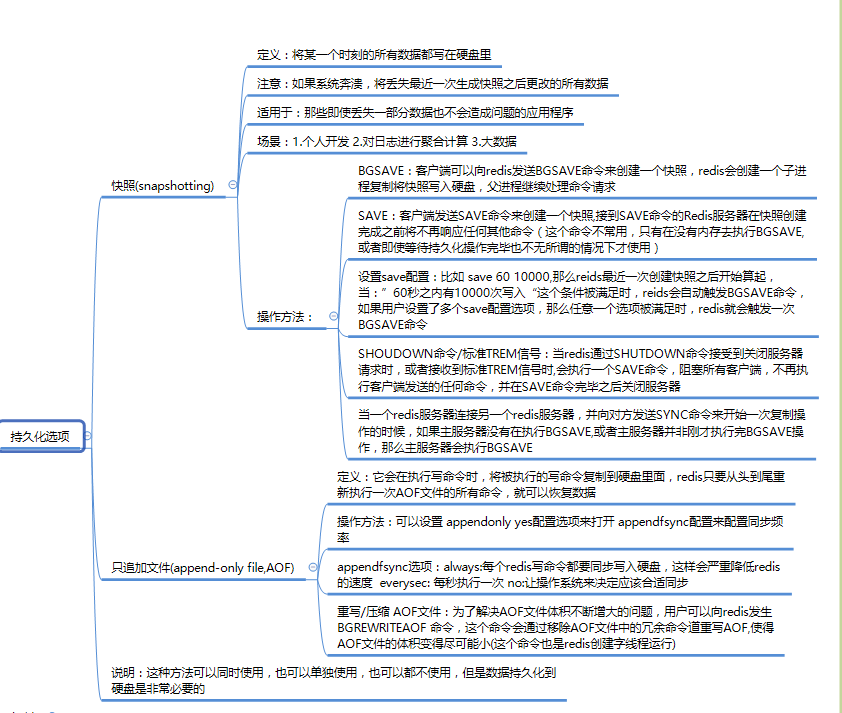 定义：将某一个时刻的所有数据都写在硬盘里
注意：如果系统奔溃，将丢失最近一次生成快照之后更改的所有数据
适用于：那些即使丢失一部分数据也不会造成问题的应用程序
场景：1.个人开发 2.对日志进行聚合计算 3.大数据
快照(snapshotting)
BGSAVE：客户端可以向redis发送BGSAVE命令来创建一个快照，redis会创建一个子进
程复制将快照写入硬盘，父进程继续处理命令请求
SAVE：客户端发送SAVE命令来创建一个快照,接到SAVE命令的Redis服务器在快照创建
完成之前将不再响应任何其他命令（这个命令不常用，只有在没有内存去执行BGSAVE,
或者即使等待持久化操作完毕也不无所谓的情况下才使用）
设置save配置：比如 save 60 10000,那么reids最近一次创建快照之后开始算起，
当：”60秒之内有10000次写入“这个条件被满足时，reids会自动触发BGSAVE命令，
如果用户设置了多个save配置选项，那么任意一个选项被满足时，redis就会触发一次
BGSAVE命令
操作方法：
SHOUDOWN命令/标准TREM信号：当redis通过SHUTDOWN命令接受到关闭服务器
请求时，或者接收到标准TREM信号时,会执行一个SAVE命令，阻塞所有客户端，不再执
行客户端发送的任何命令，并在SAVE命令完毕之后关闭服务器
当一个redis服务器连接另一个redis服务器，并向对方发送SYNC命令来开始一次复制操
作的时候，如果主服务器没有在执行BGSAVE,或者主服务器并非刚才执行完BGSAVE操
作，那么主服务器会执行BGSAVE
持久化选项
定义：它会在执行写命令时，将被执行的写命令复制到硬盘里面，redis只要从头到尾重
新执行一次AOF文件的所有命令，就可以恢复数据
操作方法：可以设置 appendonly yes配置选项来打开 appendfsync配置来配置同步频
率
只追加文件(append-only file,AOF)
appendfsync选项：always:每个redis写命令都要同步写入硬盘，这样会严重降低redis
的速度 everysec: 每秒执行一次 no:让操作系统来决定应该合适同步
重写/压缩 AOF文件：为了解决AOF文件体积不断增大的问题，用户可以向redis发生
BGREWRITEAOF 命令，这个命令会通过移除AOF文件中的冗余命令道重写AOF,使得
AOF文件的体积变得尽可能小(这个命令也是redis创建字线程运行)
说明：这种方法可以同时使用，也可以单独使用，也可以都不使用，但是数据持久化到
硬盘是非常必要的